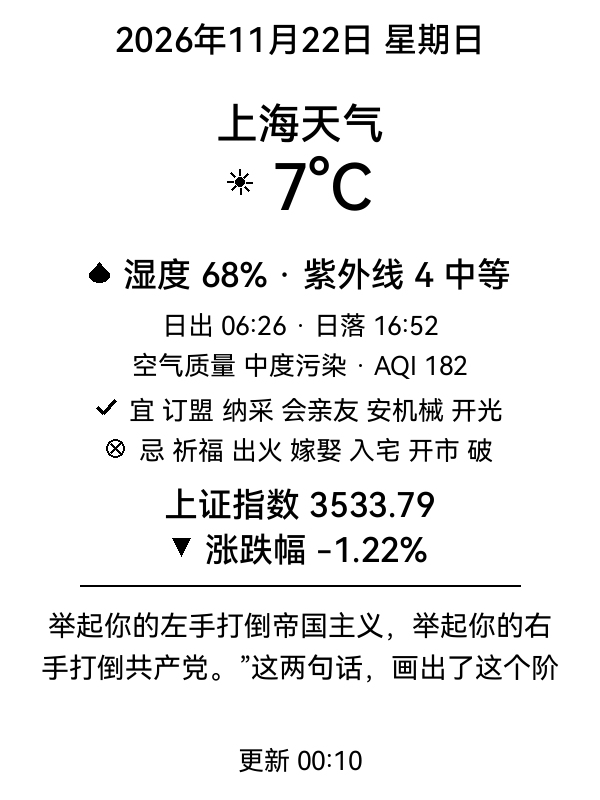 2026年11月22日 星期日
上海天气
7°C
湿度 68% · 紫外线 4 中等
日出 06:26 · 日落 16:52
空气质量 中度污染 · AQI 182
宜 订盟 纳采 会亲友 安机械 开光
忌 祈福 出火 嫁娶 入宅 开市 破
上证指数 3533.79
▼ 涨跌幅 -1.22%
举起你的左手打倒帝国主义，举起你的右
手打倒共产党。”这两句话，画出了这个阶
更新 00:10